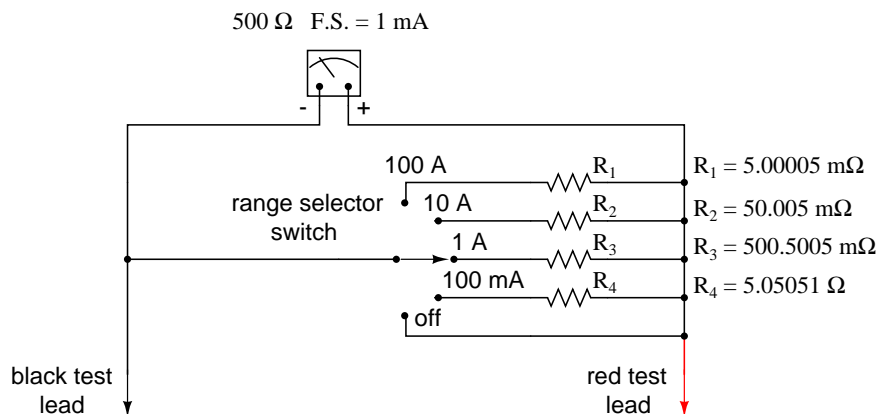 500 Ω F.S. = 1 mA
- +
100 A R1 R1 = 5.00005 mΩ
range selector
switch
10 A R2 R2 = 50.005 mΩ
1 A R3 R3 = 500.5005 mΩ
100 mA R4 R4 = 5.05051 Ω
off
black test
lead
red test
lead